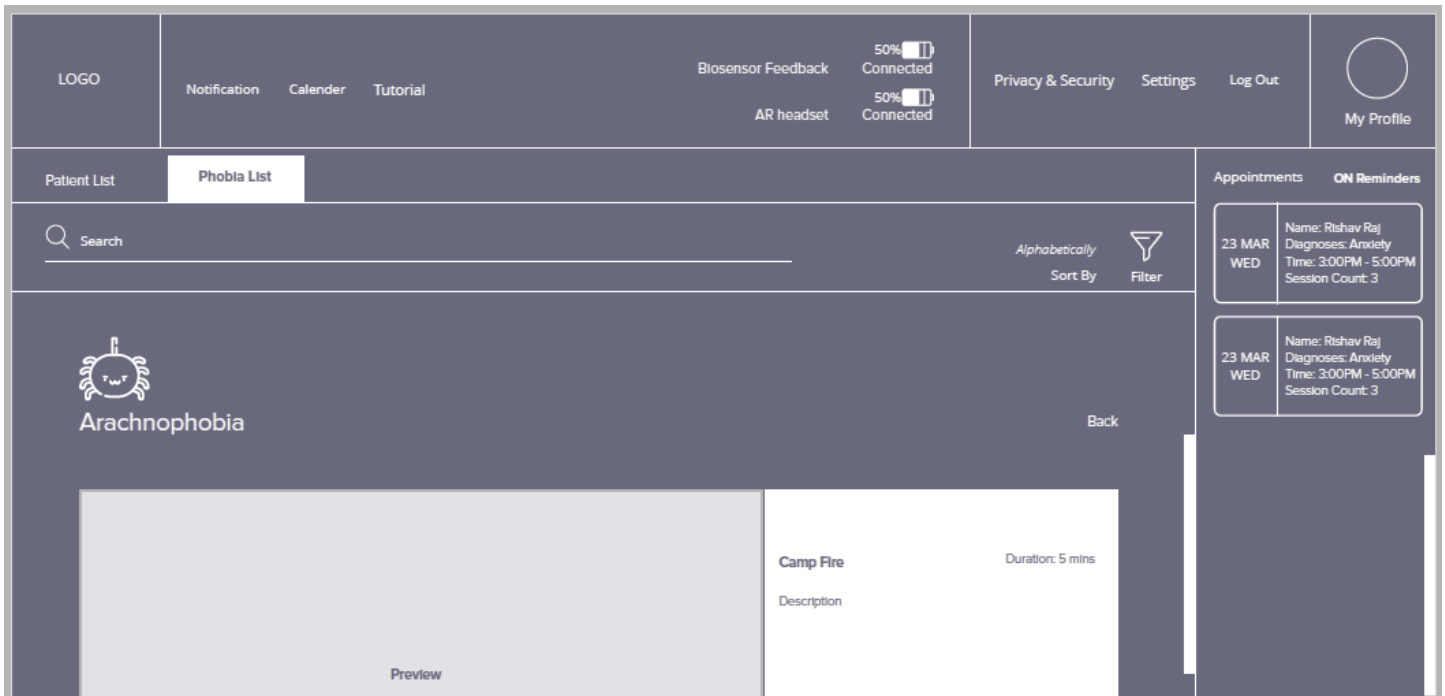 LOGO
Notification Calender Tutorial
Biosensor Feedback 50% Connected
AR headset 50% Connected
Privacy & Security Settings Log Out
My Profile
Patient List Phobia List
Search
Alphabetically
Sort By Filter
Arachnophobia
Back
Preview
Camp Fire Duration: 5 mins
Description
Appointments ON Reminders
23 MAR
WED
Name: Rishav Raj
Diagnoses: Anxiety
Time: 3:00PM - 5:00PM
Session Count: 3
23 MAR
WED
Name: Rishav Raj
Diagnoses: Anxiety
Time: 3:00PM - 5:00PM
Session Count: 3